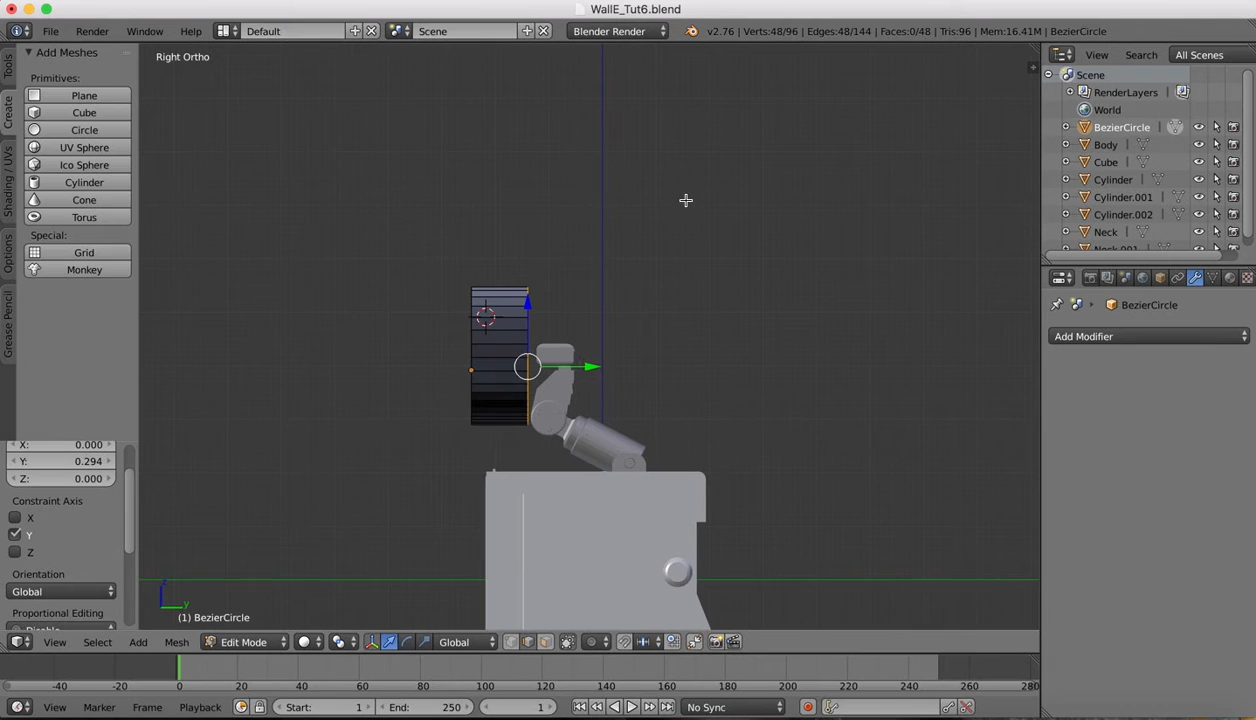 WallE_Tut6.blend
File Render Window Help Default Scene Blender Render v2.76 | Verts:48/96 | Edges:48/144 | Faces:0/48 | Tris:96 | Mem:16.41M | BezierCircle
Tools
Create
Shading / UVs
Options
Grease Pencil
Add Meshes
Primitives:
Plane
Cube
Circle
UV Sphere
Ico Sphere
Cylinder
Cone
Torus
Special:
Grid
Monkey
X: 0.000
Y: 0.294
Z: 0.000
Constraint Axis
X
Y
Z
Orientation
Global
Proportional Editing
Right Ortho
z
y
(1) BezierCircle
View Search All Scenes
Scene
RenderLayers
World
BezierCircle
Body
Cube
Cylinder
Cylinder.001
Cylinder.002
Neck
Neck.001
BezierCircle
Add Modifier
View Select Add Mesh Edit Mode Global
-40 -20 0 20 40 60 80 100 120 140 160 180 200 220 240 260 280
View Marker Frame Playback Start: 1 End: 250 1 No Sync